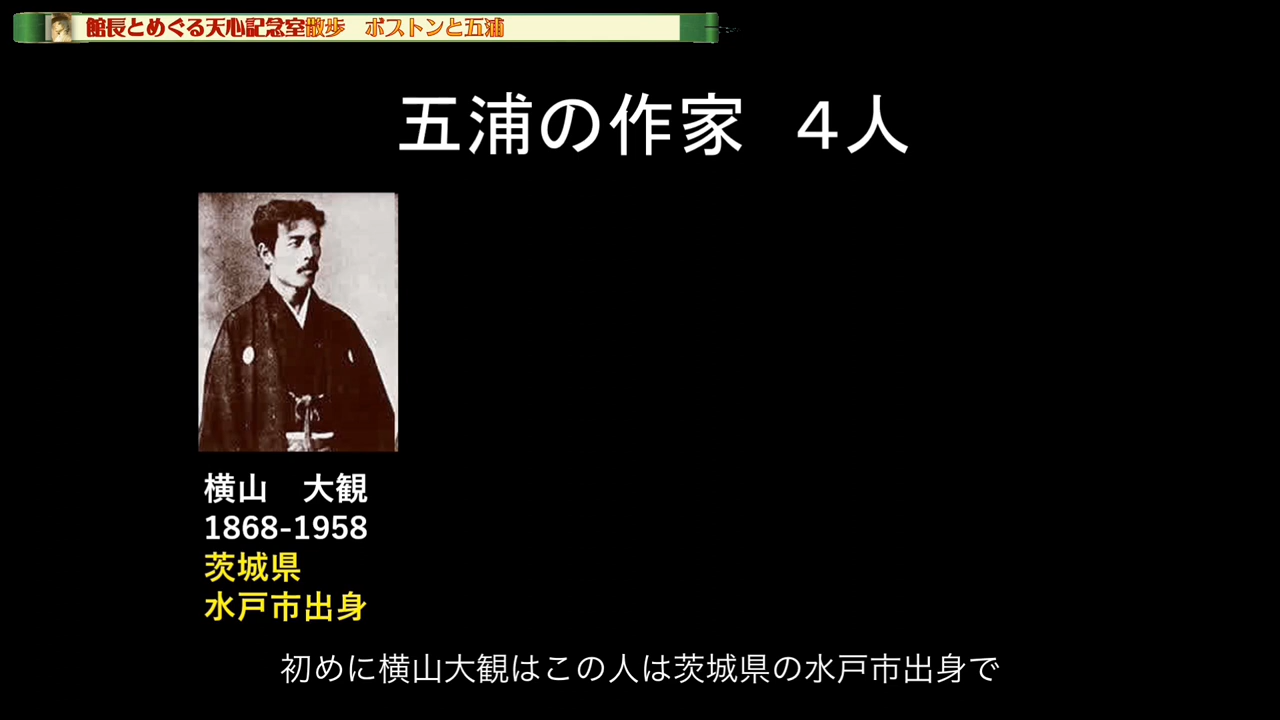 館長とめぐる天心記念室散歩　ボストンと五浦
五浦の作家　４人
横山　大観
1868-1958
茨城県
水戸市出身
初めに横山大観はこの人は茨城県の水戸市出身で